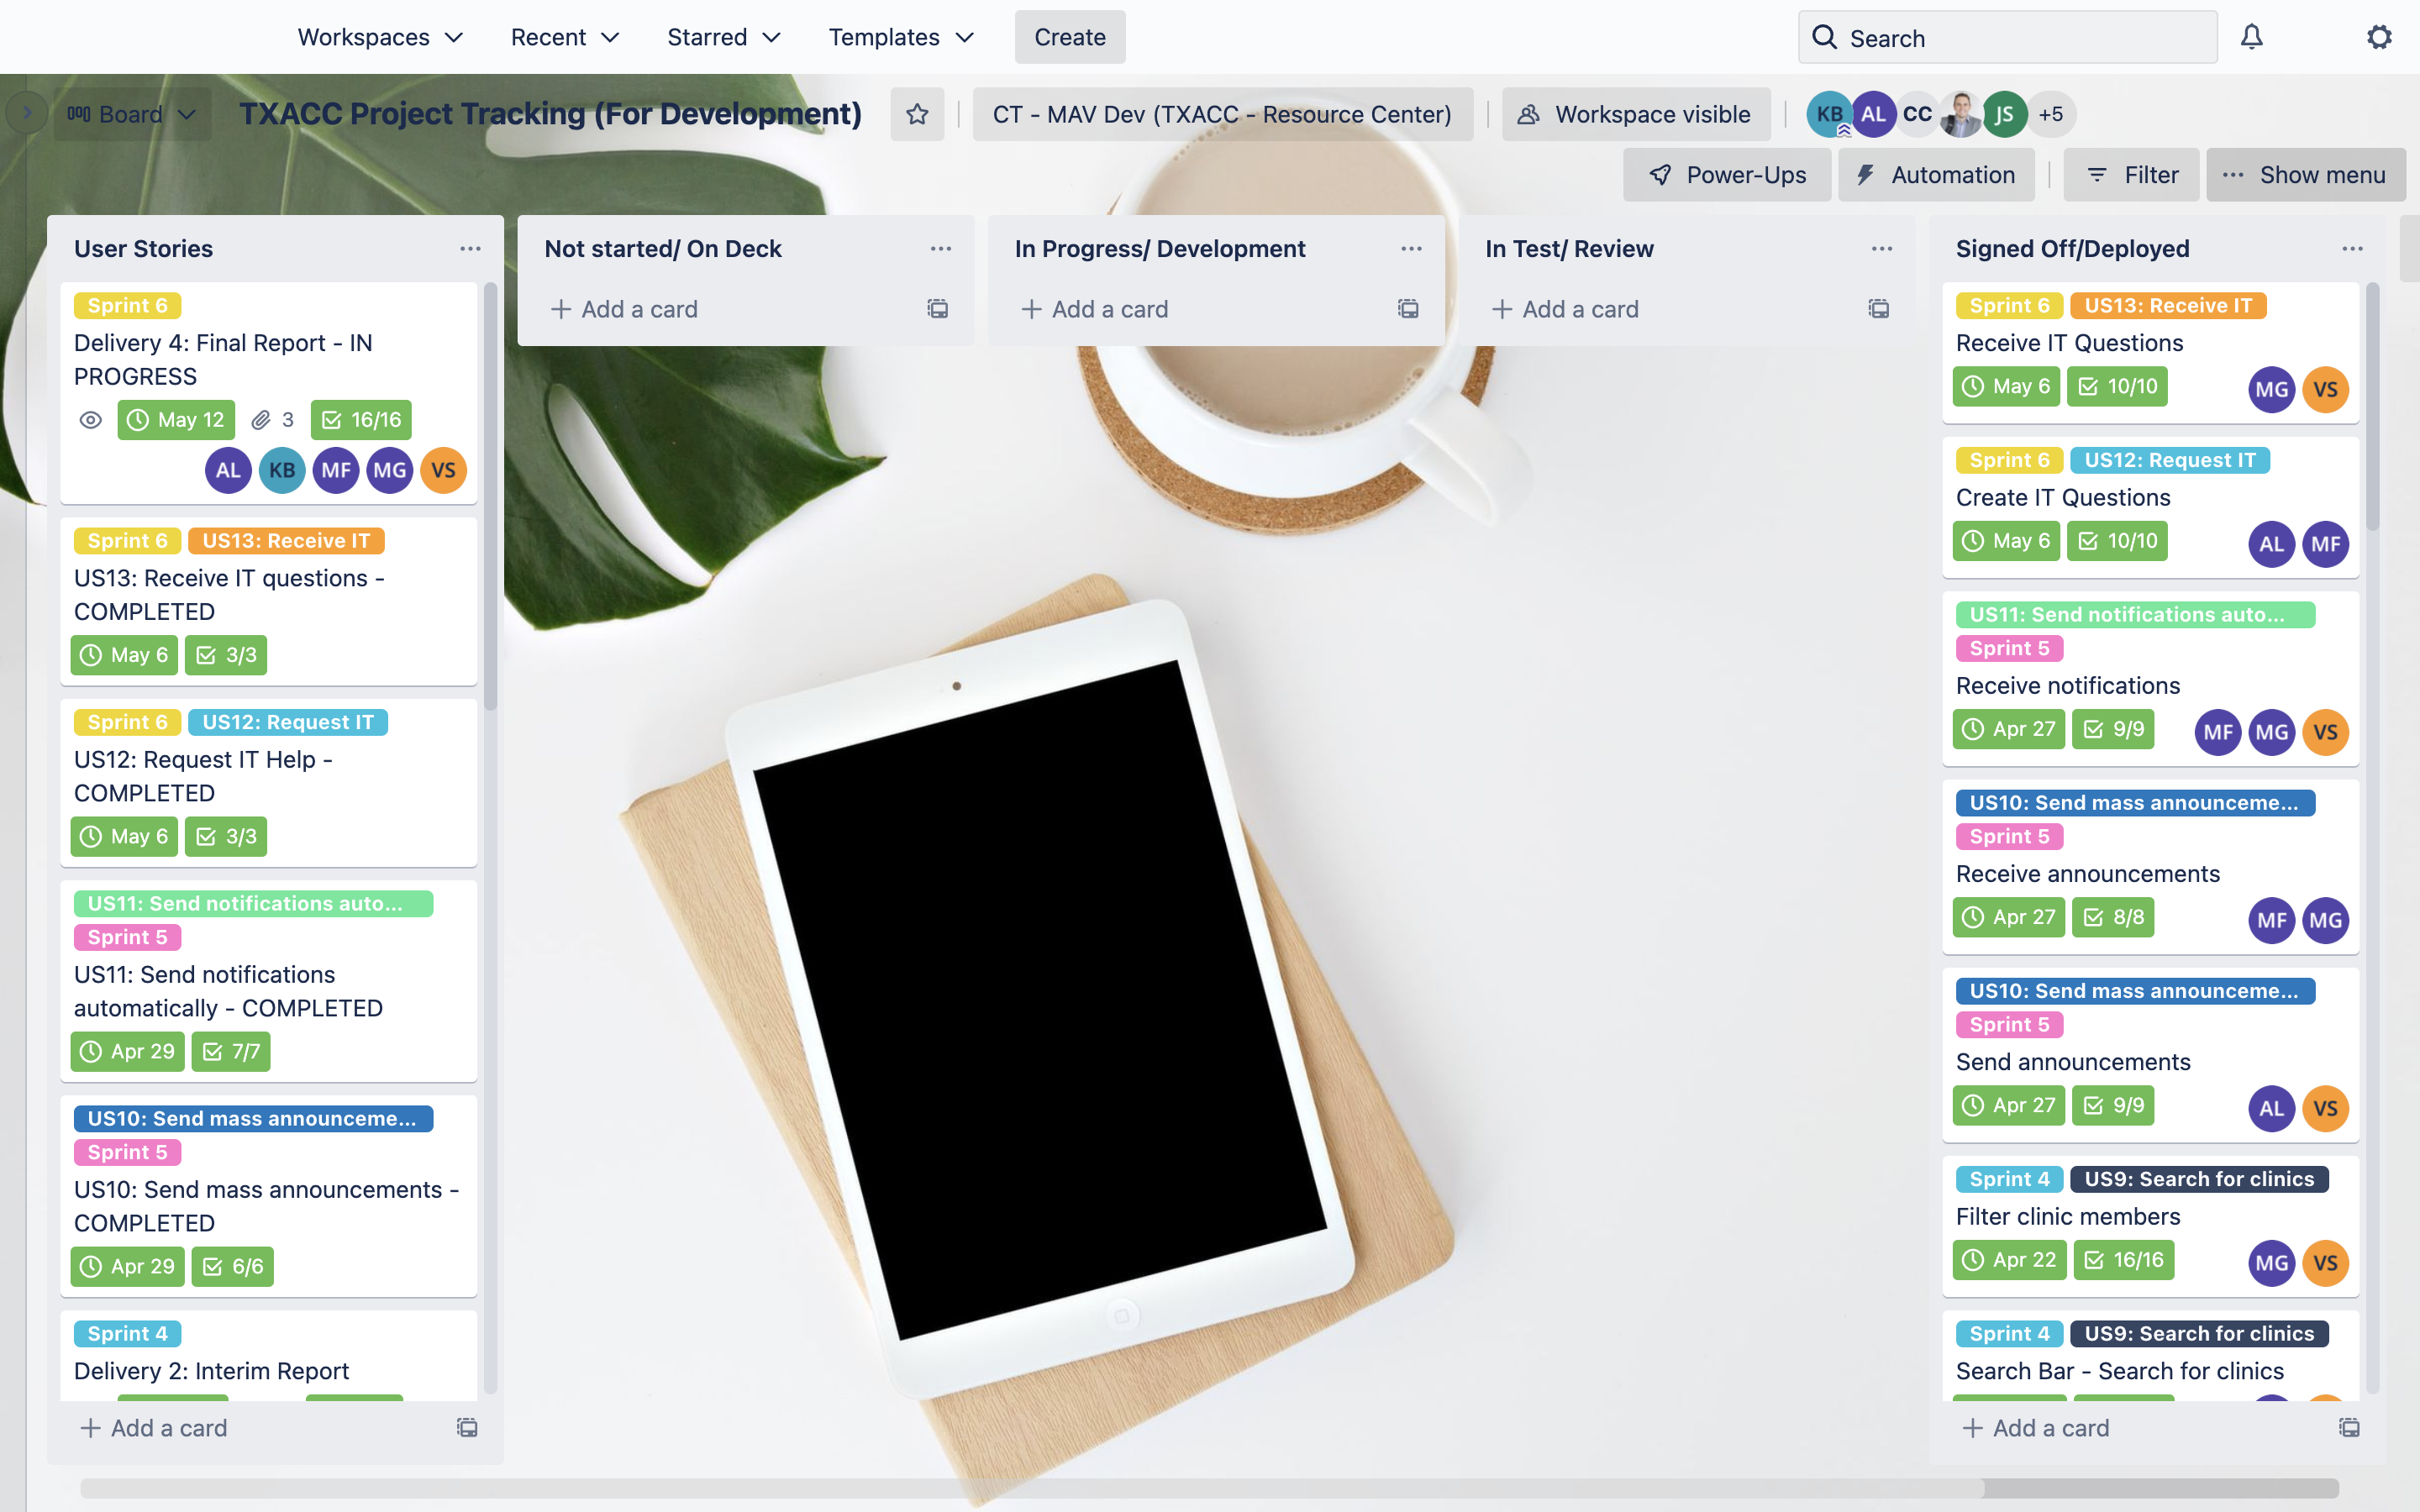 Workspaces Recent Starred Templates Create Search
Board TXACC Project Tracking (For Development) CT - MAV Dev (TXACC - Resource Center) Workspace visible KB AL CC JS +5
Power-Ups Automation Filter Show menu
User Stories
Sprint 6
Delivery 4: Final Report - IN
PROGRESS
May 12 3 16/16
AL KB MF MG VS
Sprint 6 US13: Receive IT
US13: Receive IT questions -
COMPLETED
May 6 3/3
Sprint 6 US12: Request IT
US12: Request IT Help -
COMPLETED
May 6 3/3
US11: Send notifications auto...
Sprint 5
US11: Send notifications
automatically - COMPLETED
Apr 29 7/7
US10: Send mass announceme...
Sprint 5
US10: Send mass announcements -
COMPLETED
Apr 29 6/6
Sprint 4
Delivery 2: Interim Report
Add a card
Not started/ On Deck
Add a card
In Progress/ Development
Add a card
In Test/ Review
Add a card
Signed Off/Deployed
Sprint 6 US13: Receive IT
Receive IT Questions
May 6 10/10 MG VS
Sprint 6 US12: Request IT
Create IT Questions
May 6 10/10 AL MF
US11: Send notifications auto...
Sprint 5
Receive notifications
Apr 27 9/9 MF MG VS
US10: Send mass announceme...
Sprint 5
Receive announcements
Apr 27 8/8 MF MG
US10: Send mass announceme...
Sprint 5
Send announcements
Apr 27 9/9 AL VS
Sprint 4 US9: Search for clinics
Filter clinic members
Apr 22 16/16 MG VS
Sprint 4 US9: Search for clinics
Search Bar - Search for clinics
Add a card